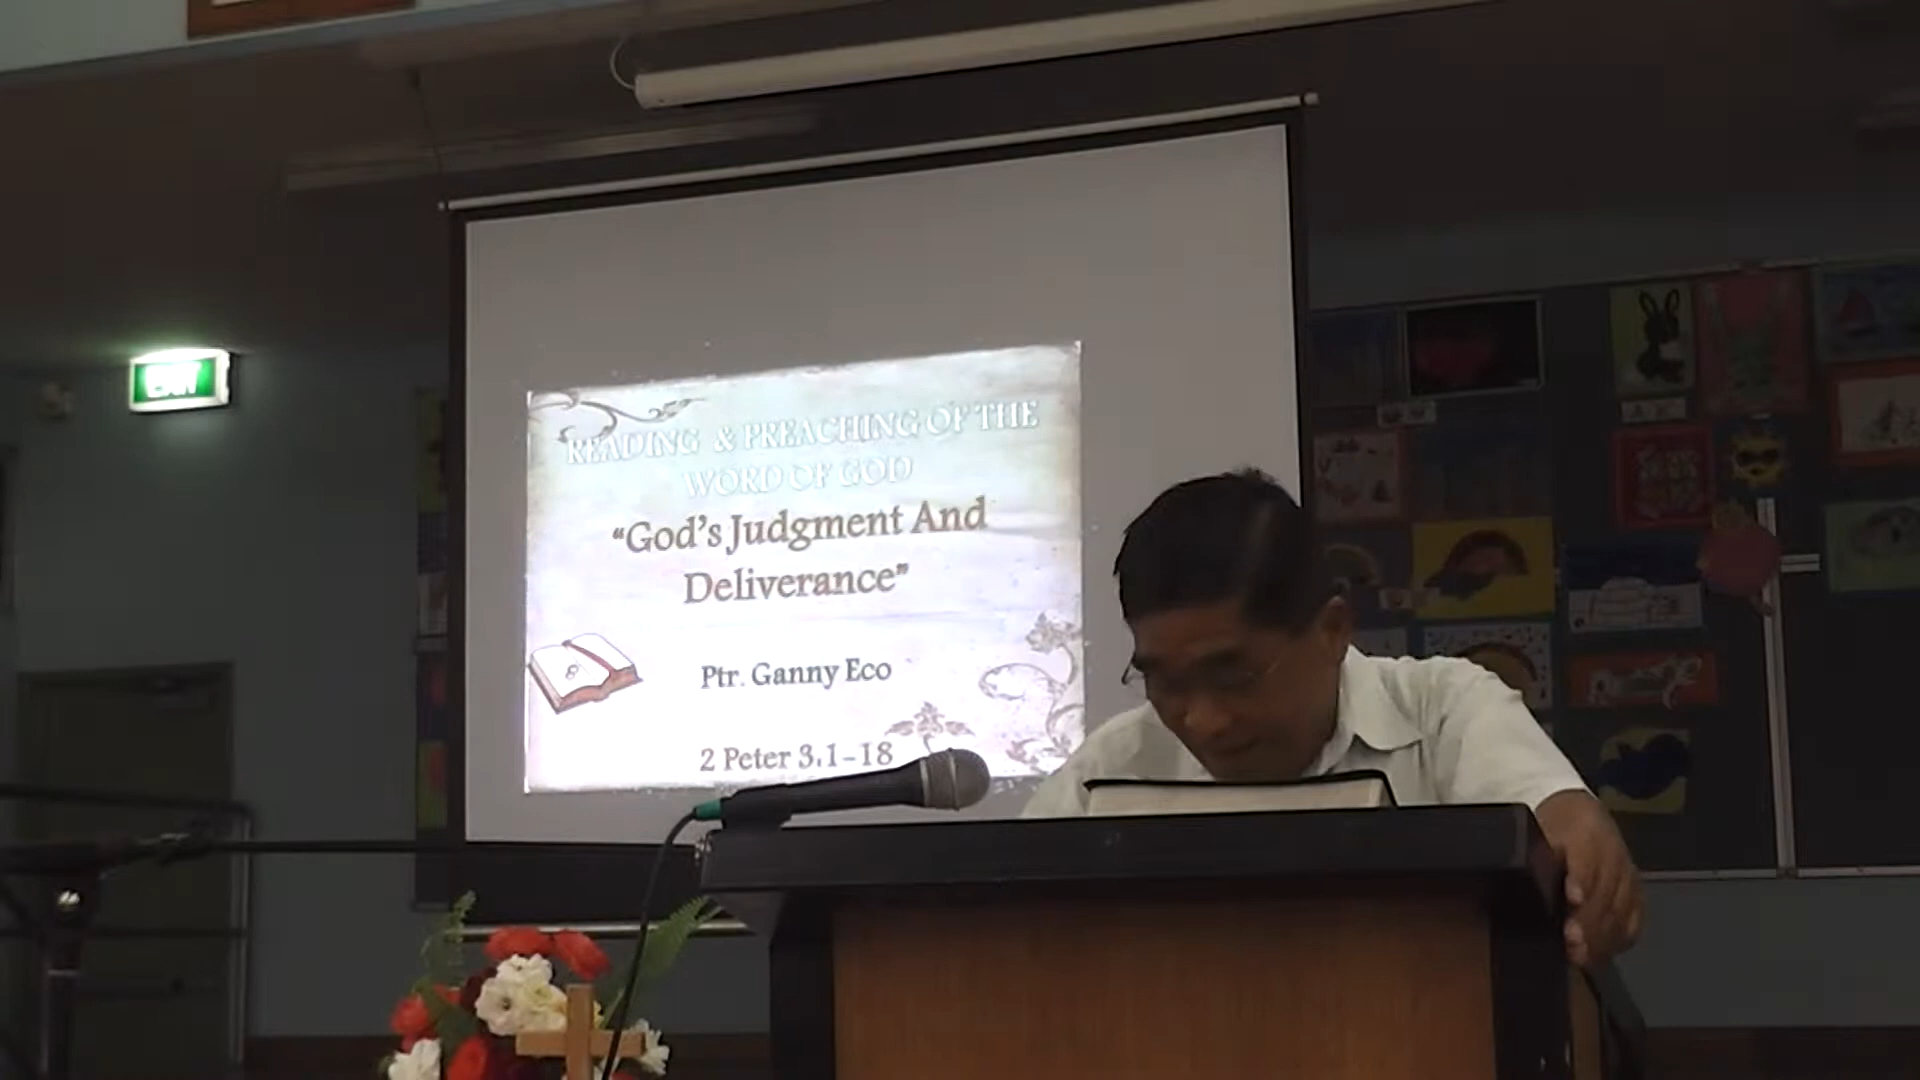 EXIT
READING & PREACHING OF THE
WORD OF GOD
“God’s Judgment And
Deliverance”
Ptr. Ganny Eco
2 Peter 3.1-18